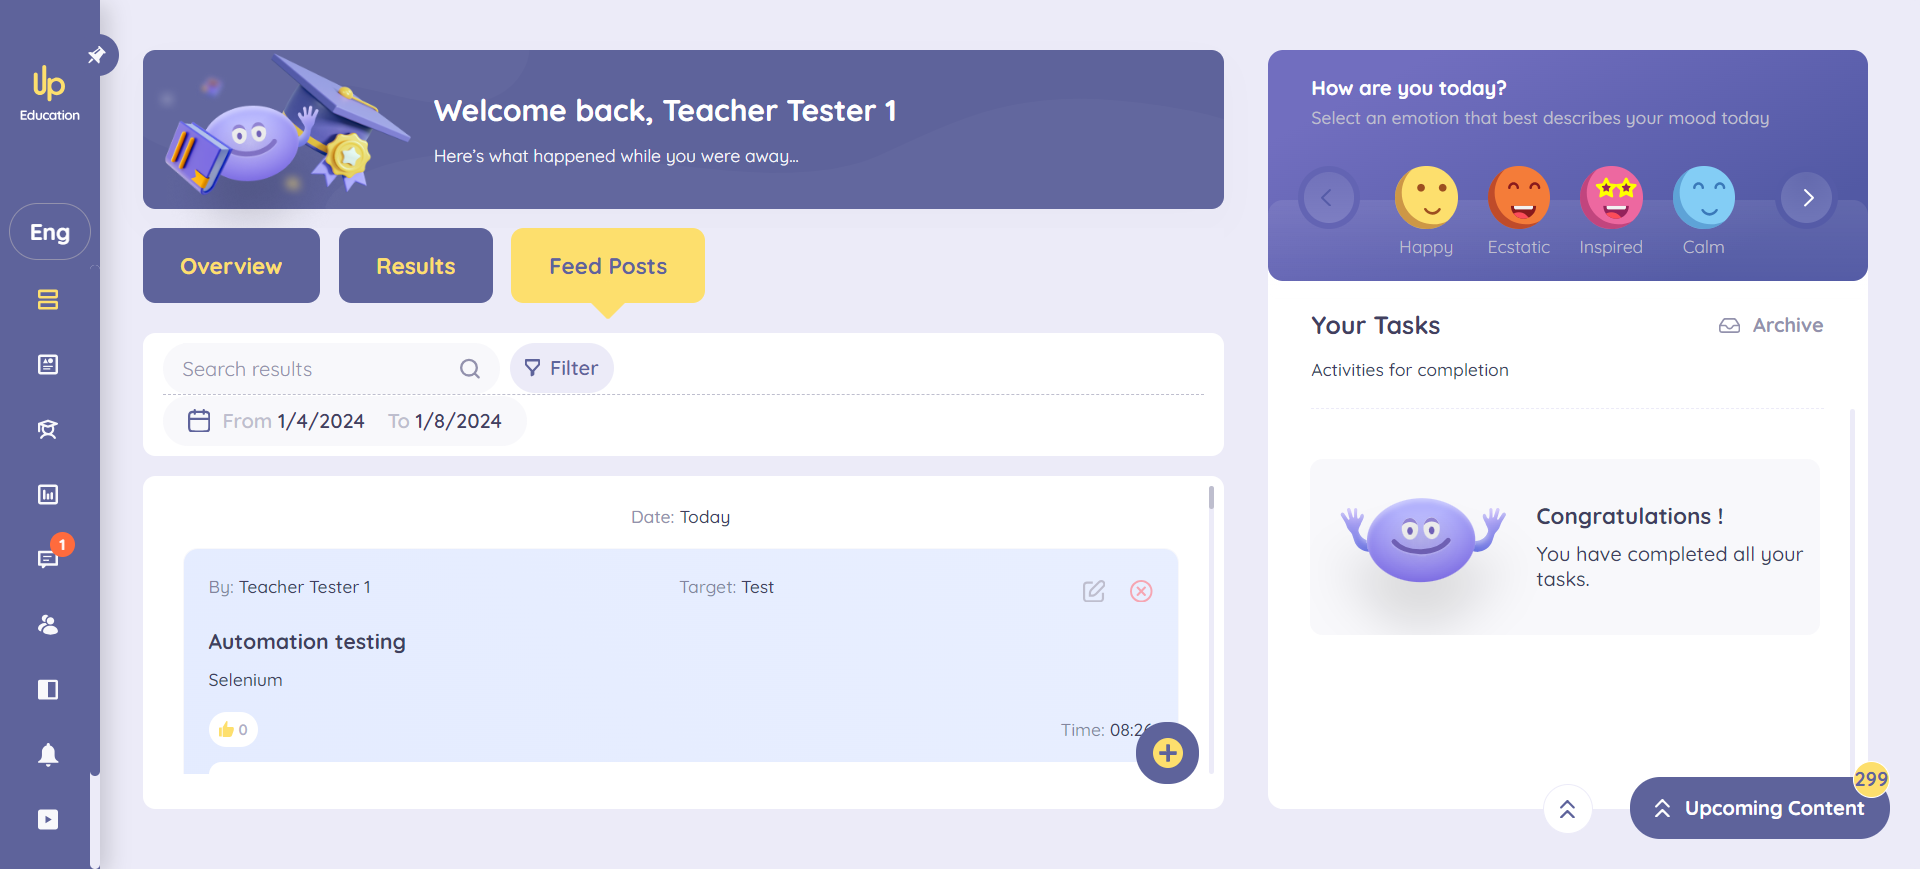 Up
Education
Eng
1
Welcome back, Teacher Tester 1
Here's what happened while you were away...
Overview
Results
Feed Posts
Search results
Filter
From 1/4/2024 To 1/8/2024
Date: Today
By: Teacher Tester 1
Target: Test
Automation testing
Selenium
0
Time: 08:26
How are you today?
Select an emotion that best describes your mood today
Happy
Ecstatic
Inspired
Calm
Your Tasks
Archive
Activities for completion
Congratulations !
You have completed all your
tasks.
299
Upcoming Content